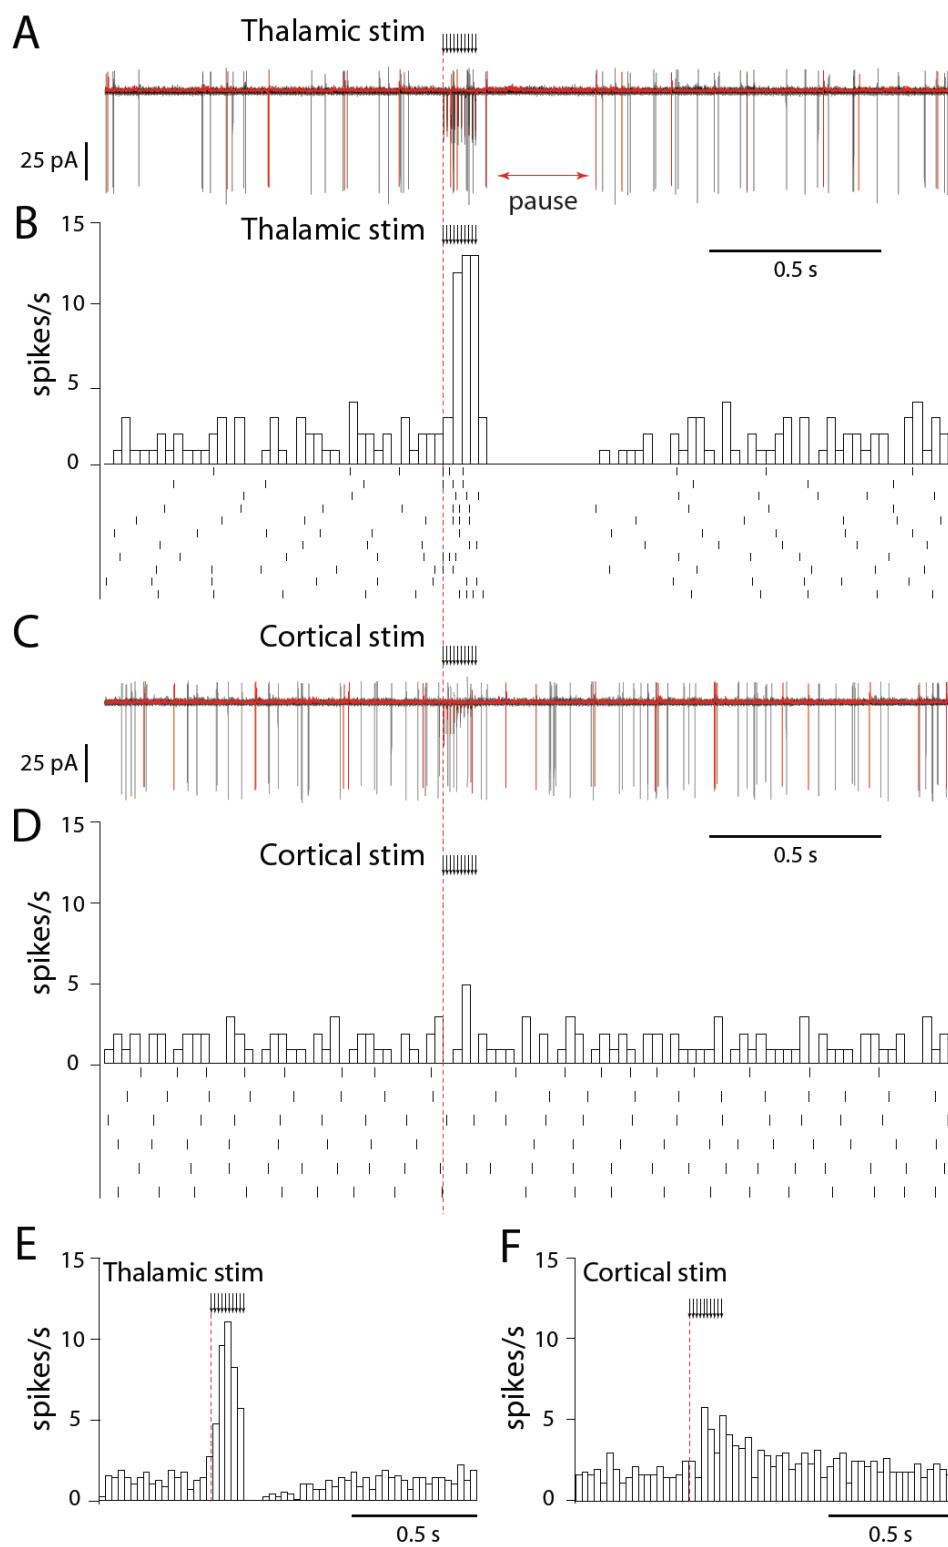 A
Thalamic stim
25 pA
pause
B
Thalamic stim
15
10
5
0
spikes/s
0.5 s
C
Cortical stim
25 pA
D
Cortical stim
15
10
5
0
spikes/s
0.5 s
E
Thalamic stim
15
10
5
0
spikes/s
0.5 s
F
Cortical stim
15
10
5
0
spikes/s
0.5 s